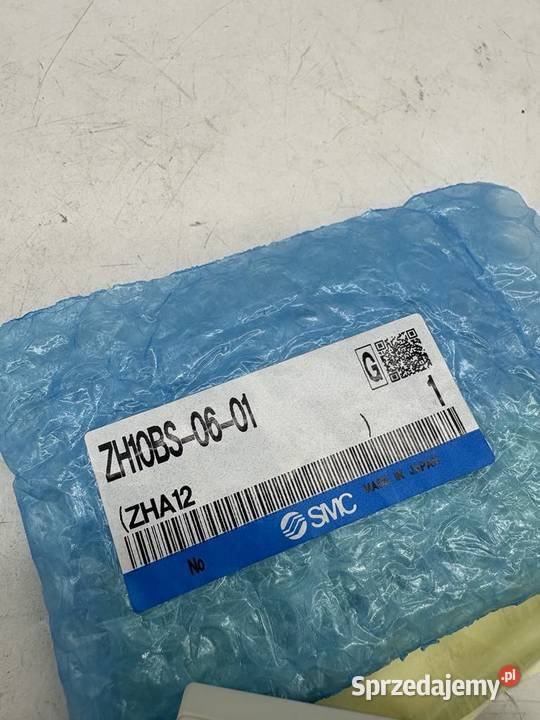 G
ZH10BS-06-01
1
(ZHA12 )
SMC
MADE IN JAPAN
No
Sprzedajemy.pl